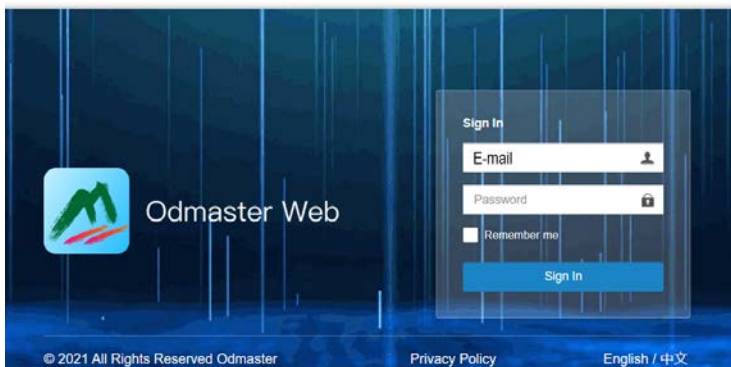 Sign In
E-mail
Password
Remember me
Sign In
Odmaster Web
© 2021 All Rights Reserved Odmaster
Privacy Policy
English / 中文